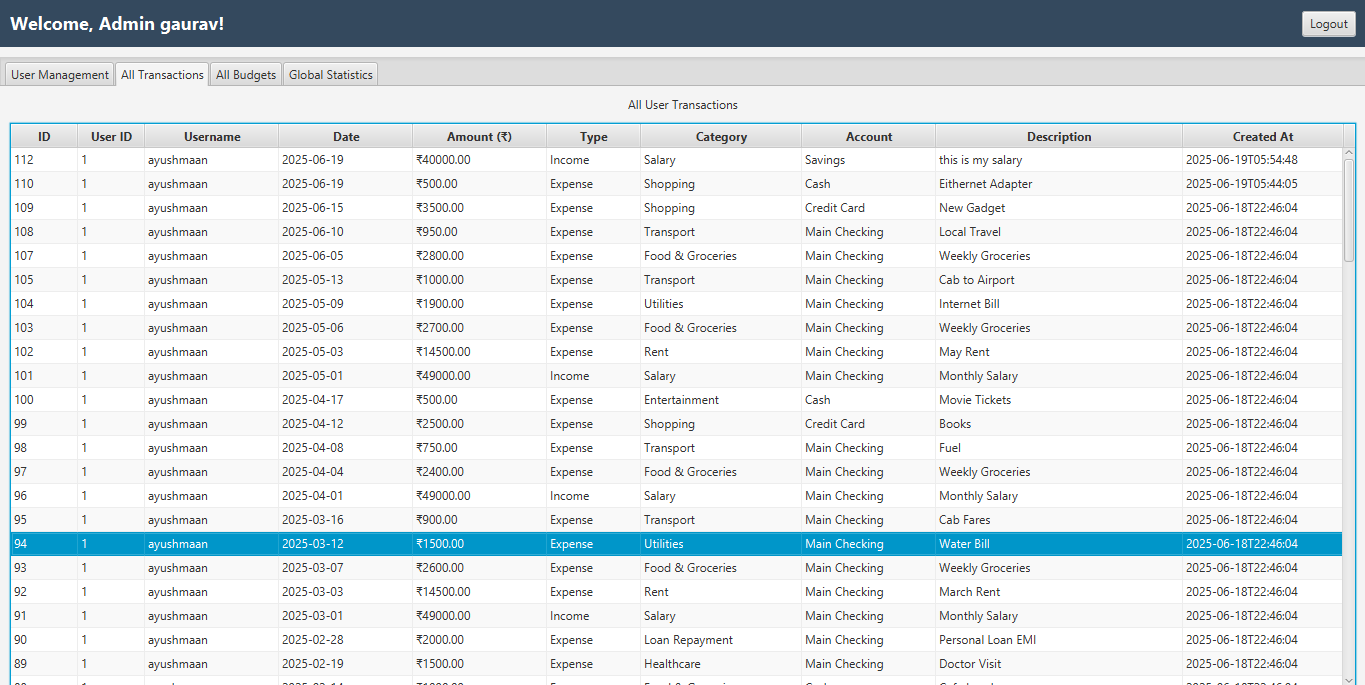 Welcome, Admin gaurav!
Logout
User Management All Transactions All Budgets Global Statistics
All User Transactions
ID User ID Username Date Amount (₹) Type Category Account Description Created At
112 1 ayushmaan 2025-06-19 ₹40000.00 Income Salary Savings this is my salary 2025-06-19T05:54:48
110 1 ayushmaan 2025-06-19 ₹500.00 Expense Shopping Cash Eithernet Adapter 2025-06-19T05:44:05
109 1 ayushmaan 2025-06-15 ₹3500.00 Expense Shopping Credit Card New Gadget 2025-06-18T22:46:04
108 1 ayushmaan 2025-06-10 ₹950.00 Expense Transport Main Checking Local Travel 2025-06-18T22:46:04
107 1 ayushmaan 2025-06-05 ₹2800.00 Expense Food & Groceries Main Checking Weekly Groceries 2025-06-18T22:46:04
105 1 ayushmaan 2025-05-13 ₹1000.00 Expense Transport Main Checking Cab to Airport 2025-06-18T22:46:04
104 1 ayushmaan 2025-05-09 ₹1900.00 Expense Utilities Main Checking Internet Bill 2025-06-18T22:46:04
103 1 ayushmaan 2025-05-06 ₹2700.00 Expense Food & Groceries Main Checking Weekly Groceries 2025-06-18T22:46:04
102 1 ayushmaan 2025-05-03 ₹14500.00 Expense Rent Main Checking May Rent 2025-06-18T22:46:04
101 1 ayushmaan 2025-05-01 ₹49000.00 Income Salary Main Checking Monthly Salary 2025-06-18T22:46:04
100 1 ayushmaan 2025-04-17 ₹500.00 Expense Entertainment Cash Movie Tickets 2025-06-18T22:46:04
99 1 ayushmaan 2025-04-12 ₹2500.00 Expense Shopping Credit Card Books 2025-06-18T22:46:04
98 1 ayushmaan 2025-04-08 ₹750.00 Expense Transport Main Checking Fuel 2025-06-18T22:46:04
97 1 ayushmaan 2025-04-04 ₹2400.00 Expense Food & Groceries Main Checking Weekly Groceries 2025-06-18T22:46:04
96 1 ayushmaan 2025-04-01 ₹49000.00 Income Salary Main Checking Monthly Salary 2025-06-18T22:46:04
95 1 ayushmaan 2025-03-16 ₹900.00 Expense Transport Main Checking Cab Fares 2025-06-18T22:46:04
94 1 ayushmaan 2025-03-12 ₹1500.00 Expense Utilities Main Checking Water Bill 2025-06-18T22:46:04
93 1 ayushmaan 2025-03-07 ₹2600.00 Expense Food & Groceries Main Checking Weekly Groceries 2025-06-18T22:46:04
92 1 ayushmaan 2025-03-03 ₹14500.00 Expense Rent Main Checking March Rent 2025-06-18T22:46:04
91 1 ayushmaan 2025-03-01 ₹49000.00 Income Salary Main Checking Monthly Salary 2025-06-18T22:46:04
90 1 ayushmaan 2025-02-28 ₹2000.00 Expense Loan Repayment Main Checking Personal Loan EMI 2025-06-18T22:46:04
89 1 ayushmaan 2025-02-19 ₹1500.00 Expense Healthcare Main Checking Doctor Visit 2025-06-18T22:46:04